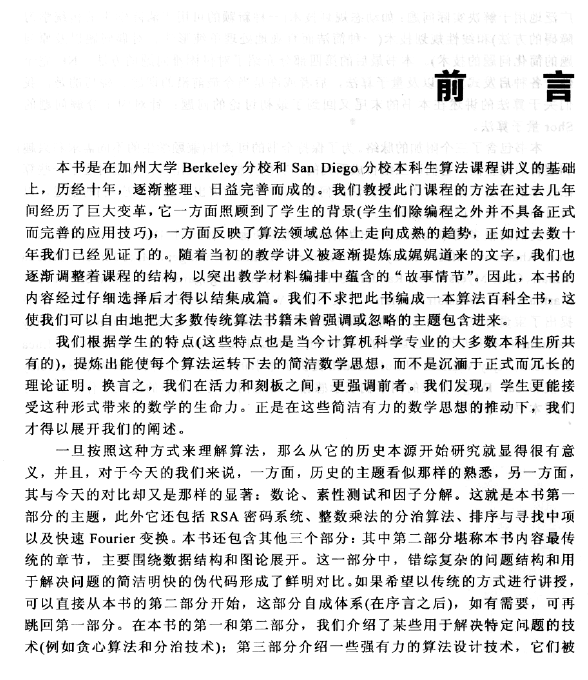 前 言
本书是在加州大学 Berkeley 分校和 San Diego 分校本科生算法课程讲义的基础
上，历经十年，逐渐整理、日益完善而成的。我们教授此门课程的方法在过去几年
间经历了巨大变革，它一方面照顾到了学生的背景(学生们除编程之外并不具备正式
而完善的应用技巧)，一方面反映了算法领域总体上走向成熟的趋势，正如过去数十
年我们已经见证了的。随着当初的教学讲义被逐渐提炼成娓娓道来的文字，我们也
逐渐调整着课程的结构，以突出教学材料编排中蕴含的“故事情节”。因此，本书的
内容经过仔细选择后才得以结集成篇。我们不求把此书编成一本算法百科全书，这
使我们可以自由地把大多数传统算法书籍未曾强调或忽略的主题包含进来。
我们根据学生的特点(这些特点也是当今计算机科学专业的大多数本科生所共
有的)，提炼出能使每个算法运转下去的简洁数学思想，而不是沉湎于正式而冗长的
理论证明。换言之，我们在活力和刻板之间，更强调前者。我们发现，学生更能接
受这种形式带来的数学的生命力。正是在这些简洁有力的数学思想的推动下，我们
才得以展开我们的阐述。
一旦按照这种方式来理解算法，那么从它的历史本源开始研究就显得很有意
义，并且，对于今天的我们来说，一方面，历史的主题看似那样的熟悉，另一方面，
其与今天的对比却又是那样的显著：数论、素性测试和因子分解。这就是本书第一
部分的主题，此外它还包括 RSA 密码系统、整数乘法的分治算法、排序与寻找中项
以及快速 Fourier 变换。本书还包含其他三个部分：其中第二部分堪称本书内容最传
统的章节，主要围绕数据结构和图论展开。这一部分中，错综复杂的问题结构和用
于解决问题的简洁明快的伪代码形成了鲜明对比。如果希望以传统的方式进行讲授，
可以直接从本书的第二部分开始，这部分自成体系(在序言之后)，如有需要，可再
跳回第一部分。在本书的第一和第二部分，我们介绍了某些用于解决特定问题的技
术(例如贪心算法和分治技术)；第三部分介绍一些强有力的算法设计技术，它们被